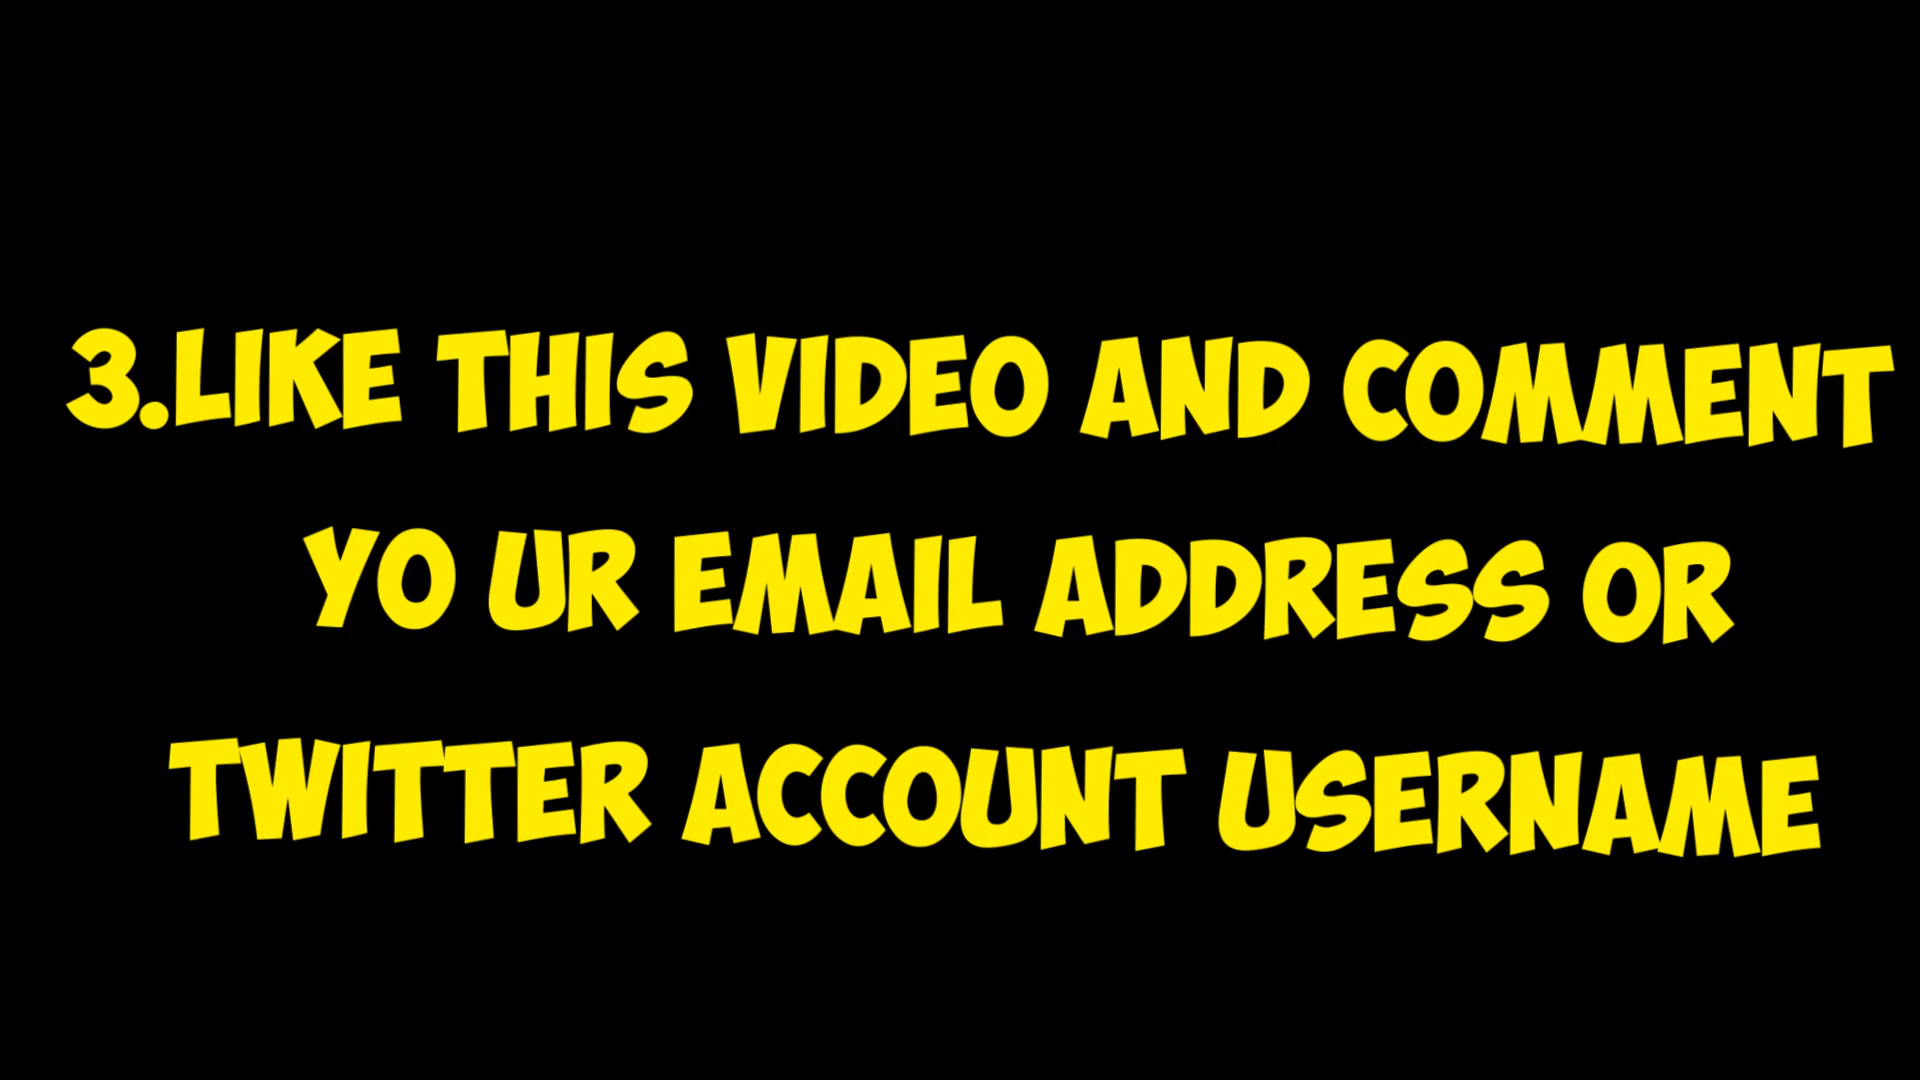 3.LIKE THIS VIDEO AND COMMENT
YO UR EMAIL ADDRESS OR
TWITTER ACCOUNT USERNAME